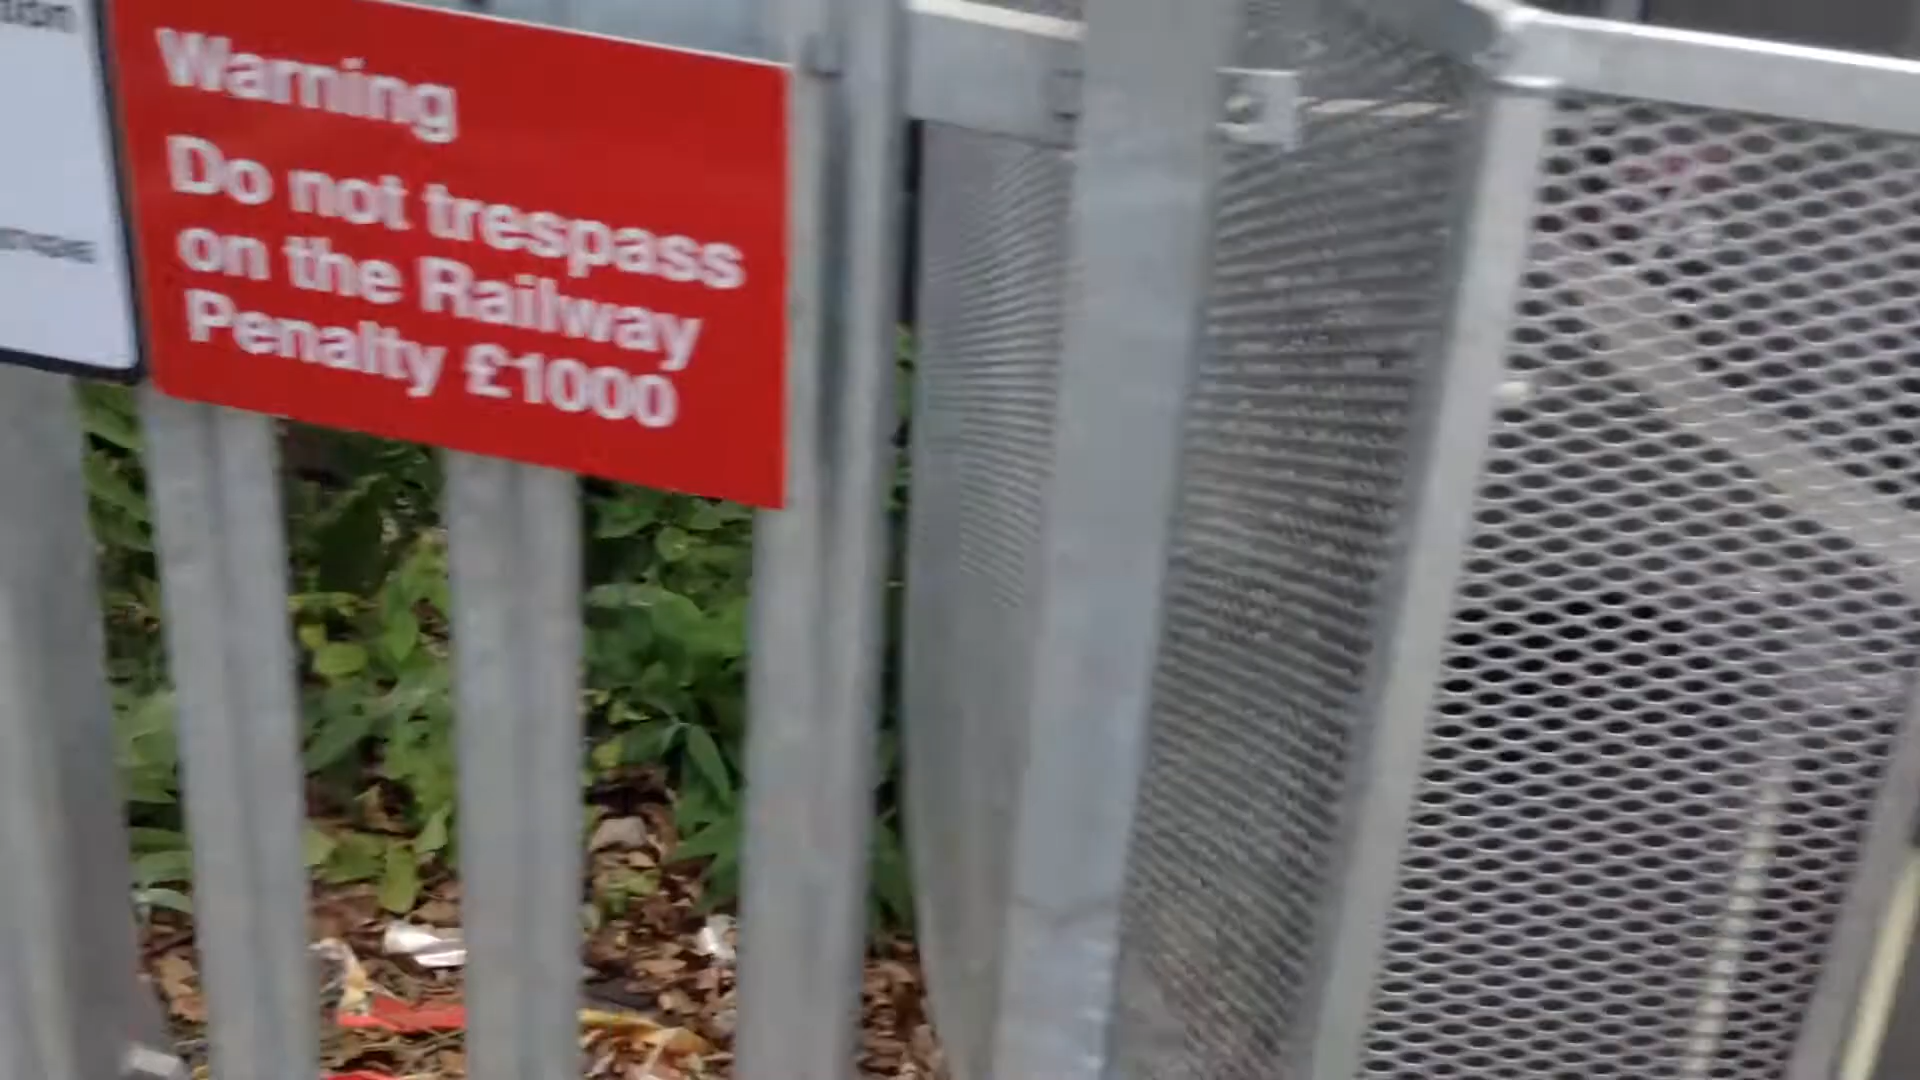 Warning
Do not trespass
on the Railway
Penalty £1000